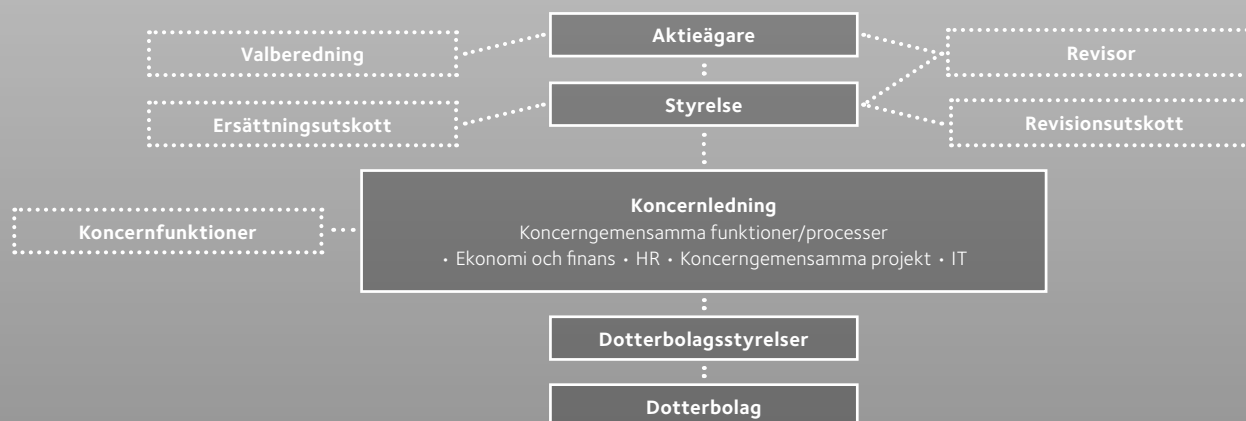 Aktieägare
Valberedning
Revisor
Styrelse
Ersättningsutskott
Revisionsutskott
Koncernledning
Koncerngemensamma funktioner/processer
• Ekonomi och finans • HR • Koncerngemensamma projekt • IT
Koncernfunktioner
Dotterbolagsstyrelser
Dotterbolag